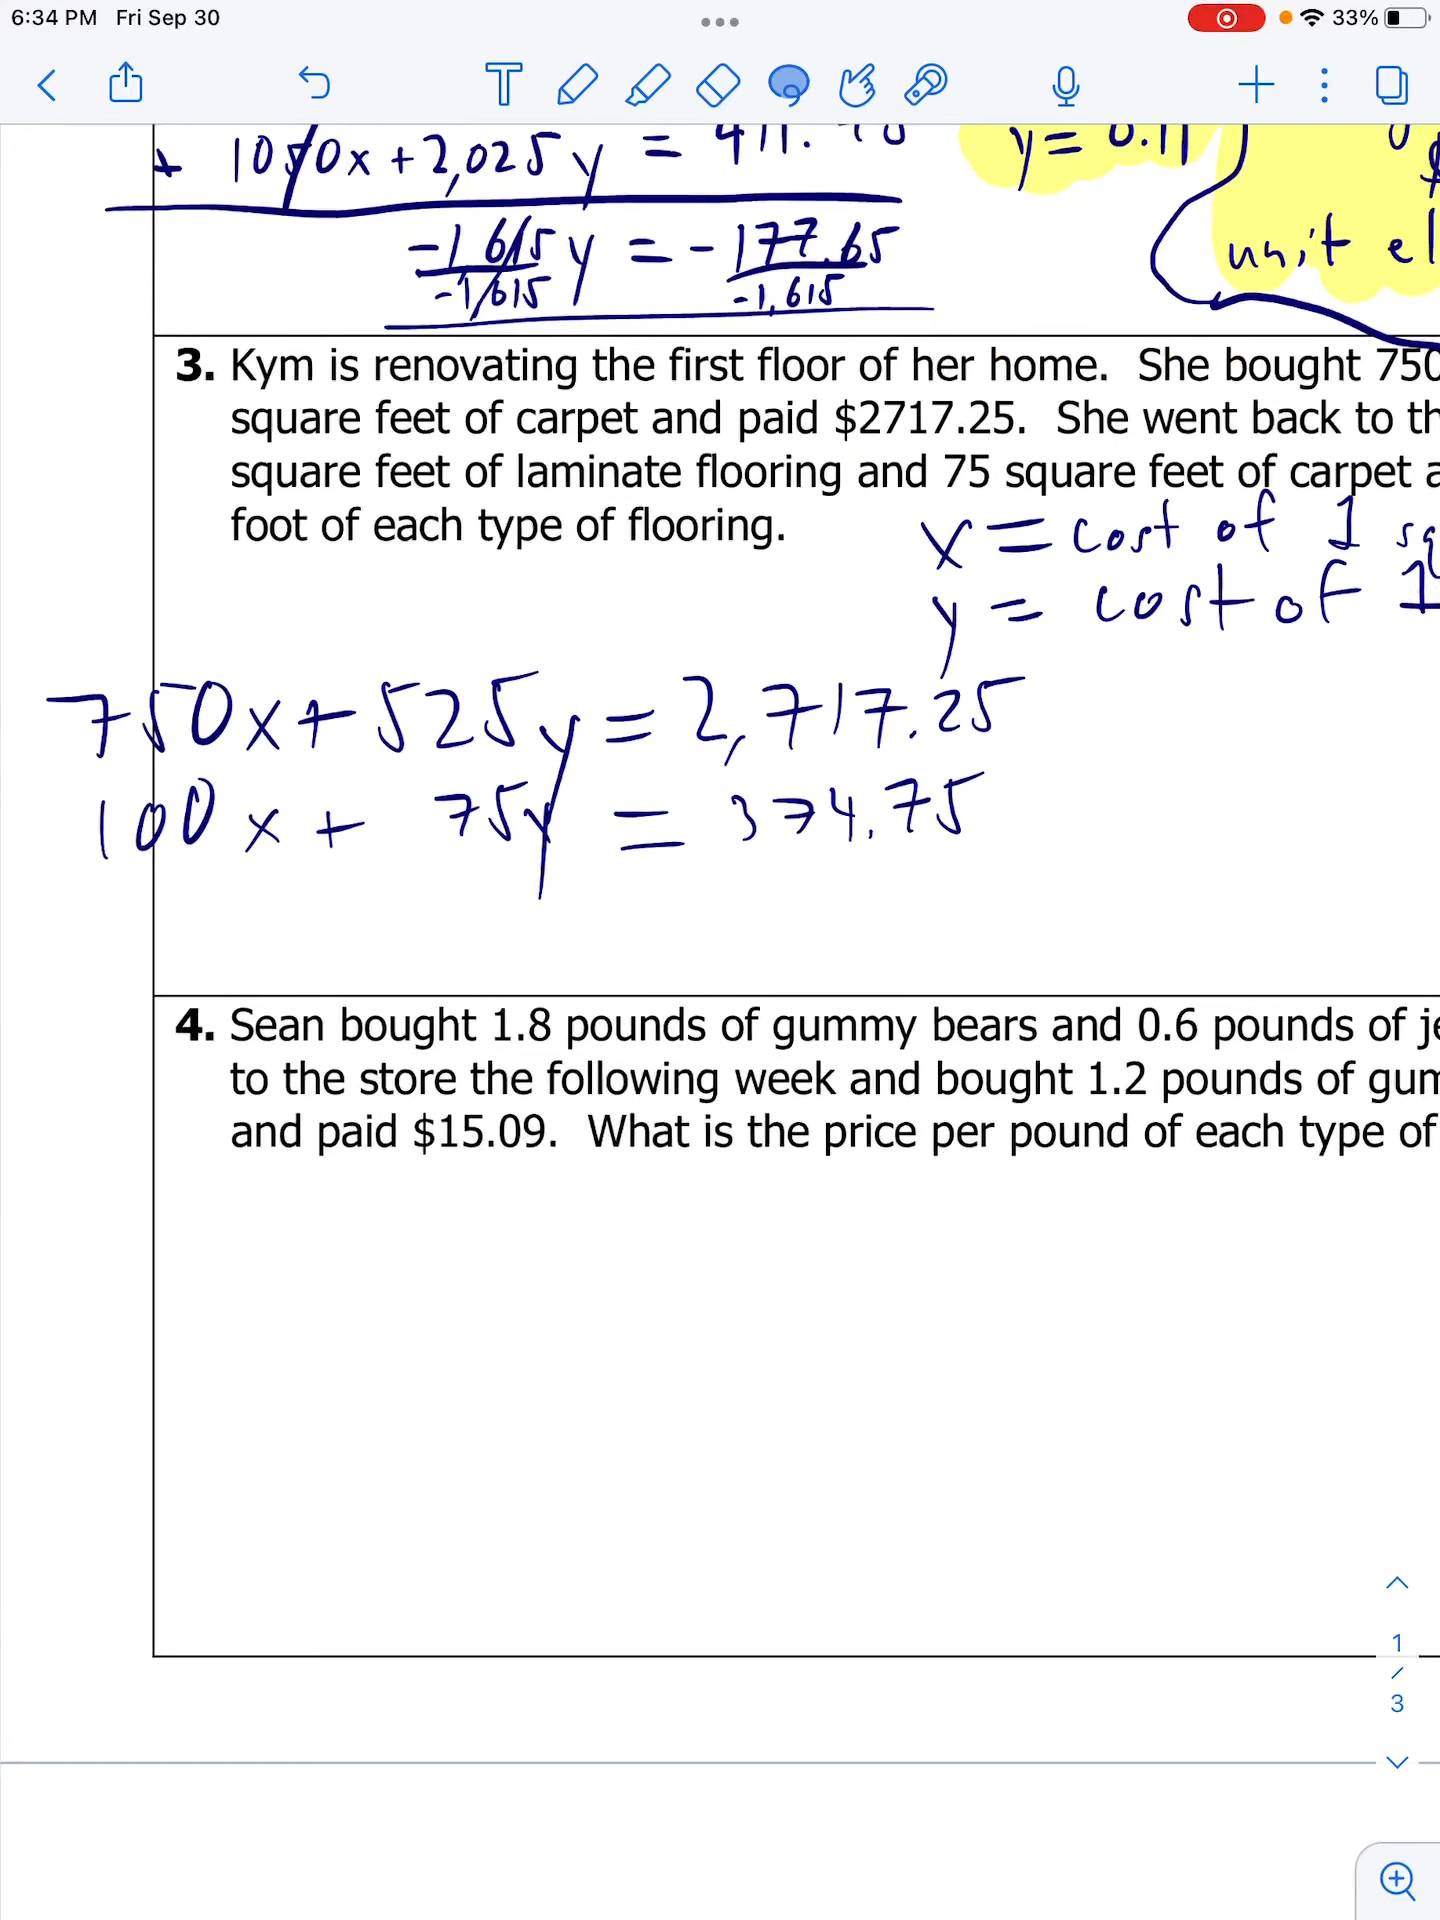 6:34 PM Fri Sep 30 33%
+ 1050x + 2,025y = 411. y = 0.11
-1615y = -177.65 unit el
-1,615 -1,615
3. Kym is renovating the first floor of her home. She bought 750
square feet of carpet and paid $2717.25. She went back to th
square feet of laminate flooring and 75 square feet of carpet a
foot of each type of flooring.
x = cost of 1 sq
y = cost of 1
750x + 525y = 2,717.25
100x + 75y = 374.75
4. Sean bought 1.8 pounds of gummy bears and 0.6 pounds of je
to the store the following week and bought 1.2 pounds of gum
and paid $15.09. What is the price per pound of each type of
1
/
3